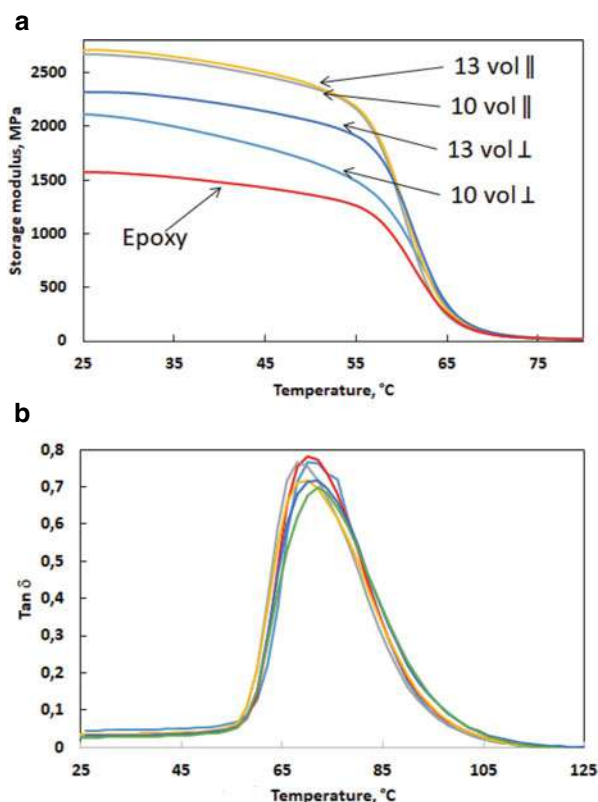 a
Storage modulus, MPa
2500
2000
1500
1000
500
0
13 vol ∥
10 vol ∥
13 vol ⊥
10 vol ⊥
Epoxy
25 35 45 55 65 75
Temperature, °C
b
Tan δ
0,8
0,7
0,6
0,5
0,4
0,3
0,2
0,1
0
25 45 65 85 105 125
Temperature, °C